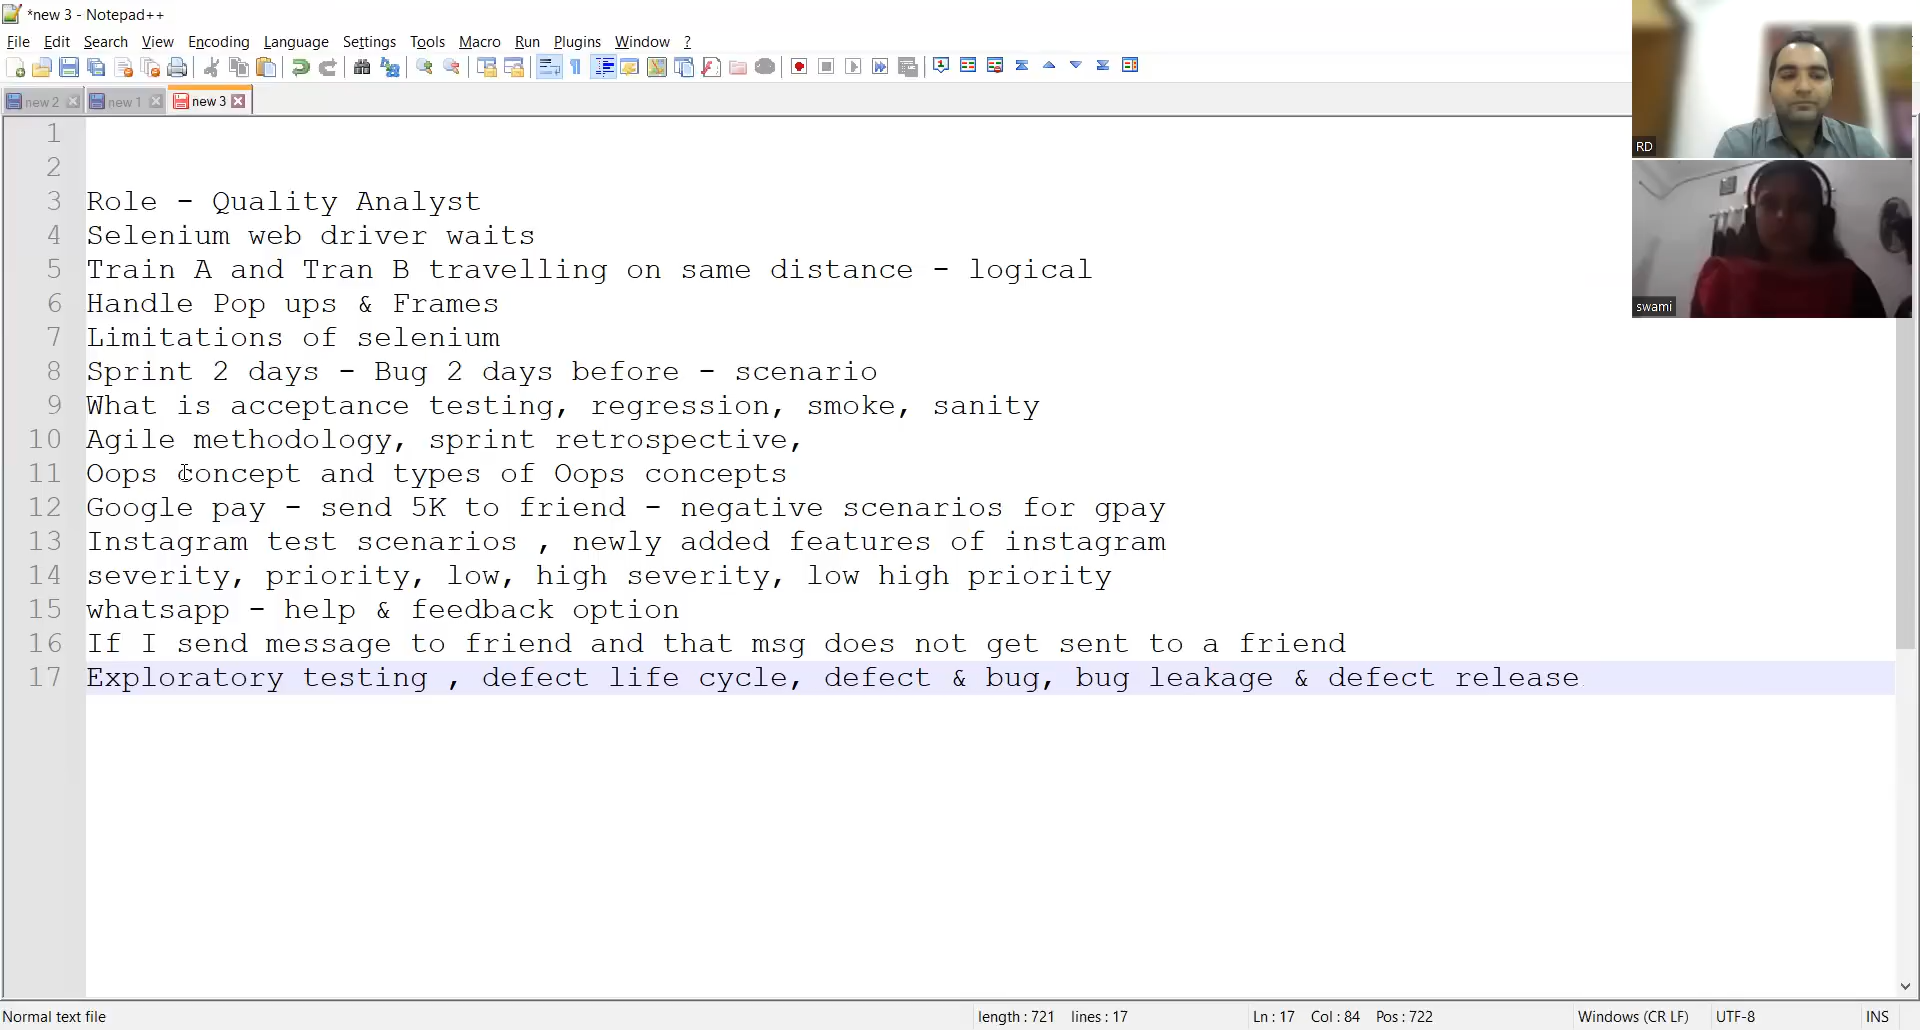 *new 3 - Notepad++
File Edit Search View Encoding Language Settings Tools Macro Run Plugins Window ?
new 2 new 1 new 3
1
2
3 Role - Quality Analyst
4 Selenium web driver waits
5 Train A and Tran B travelling on same distance - logical
6 Handle Pop ups & Frames
7 Limitations of selenium
8 Sprint 2 days - Bug 2 days before - scenario
9 What is acceptance testing, regression, smoke, sanity
10 Agile methodology, sprint retrospective,
11 Oops concept and types of Oops concepts
12 Google pay - send 5K to friend - negative scenarios for gpay
13 Instagram test scenarios , newly added features of instagram
14 severity, priority, low, high severity, low high priority
15 whatsapp - help & feedback option
16 If I send message to friend and that msg does not get sent to a friend
17 Exploratory testing , defect life cycle, defect & bug, bug leakage & defect release
RD
swami
Normal text file length : 721 lines : 17 Ln : 17 Col : 84 Pos : 722 Windows (CR LF) UTF-8 INS